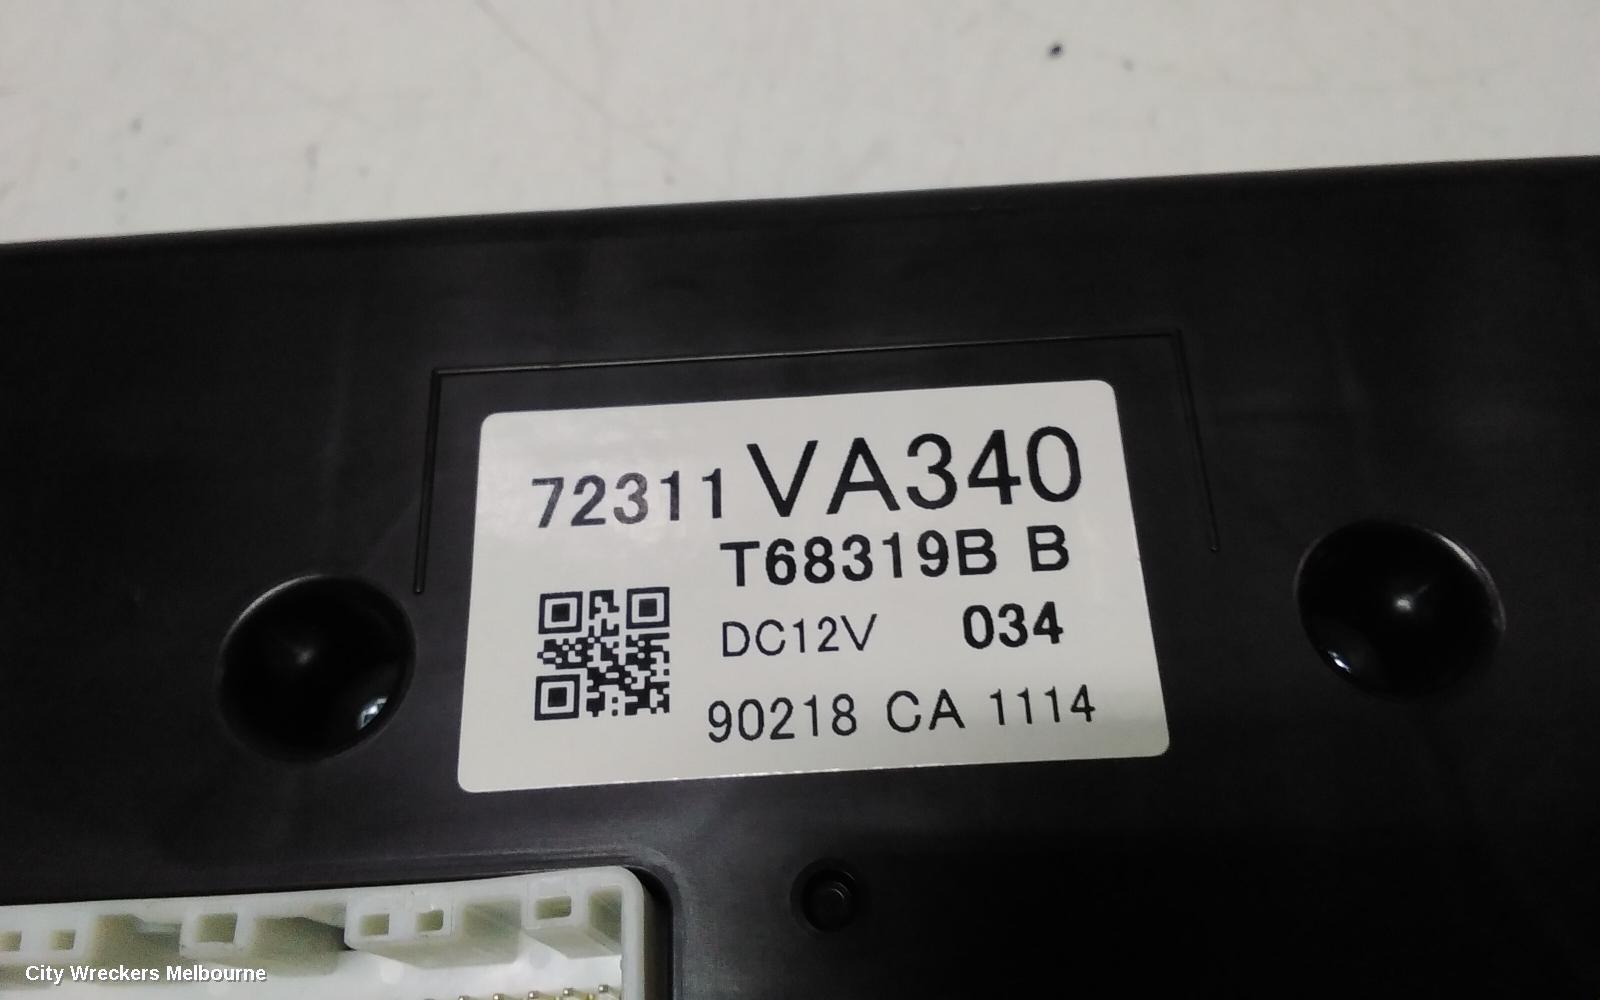 72311 VA340
T68319B B
DC12V 034
90218 CA 1114
City Wreckers Melbourne